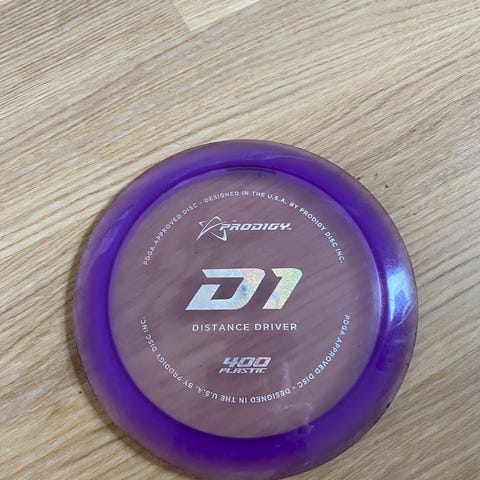 PDGA APPROVED DISC - DESIGNED IN THE U.S.A. BY PRODIGY DISC INC.
PRODIGY
D1
DISTANCE DRIVER
400
PLASTIC
PDGA APPROVED DISC - DESIGNED IN THE U.S.A. BY PRODIGY DISC INC.